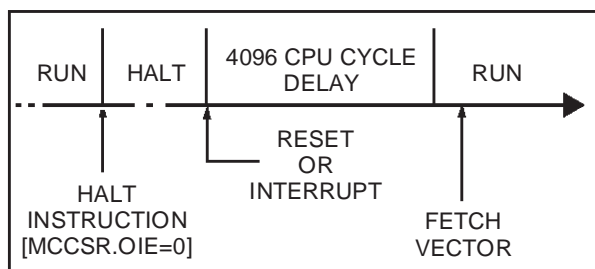 RUN
HALT
4096 CPU CYCLE
DELAY
RUN
RESET
OR
INTERRUPT
HALT
INSTRUCTION
[MCCSR.OIE=0]
FETCH
VECTOR